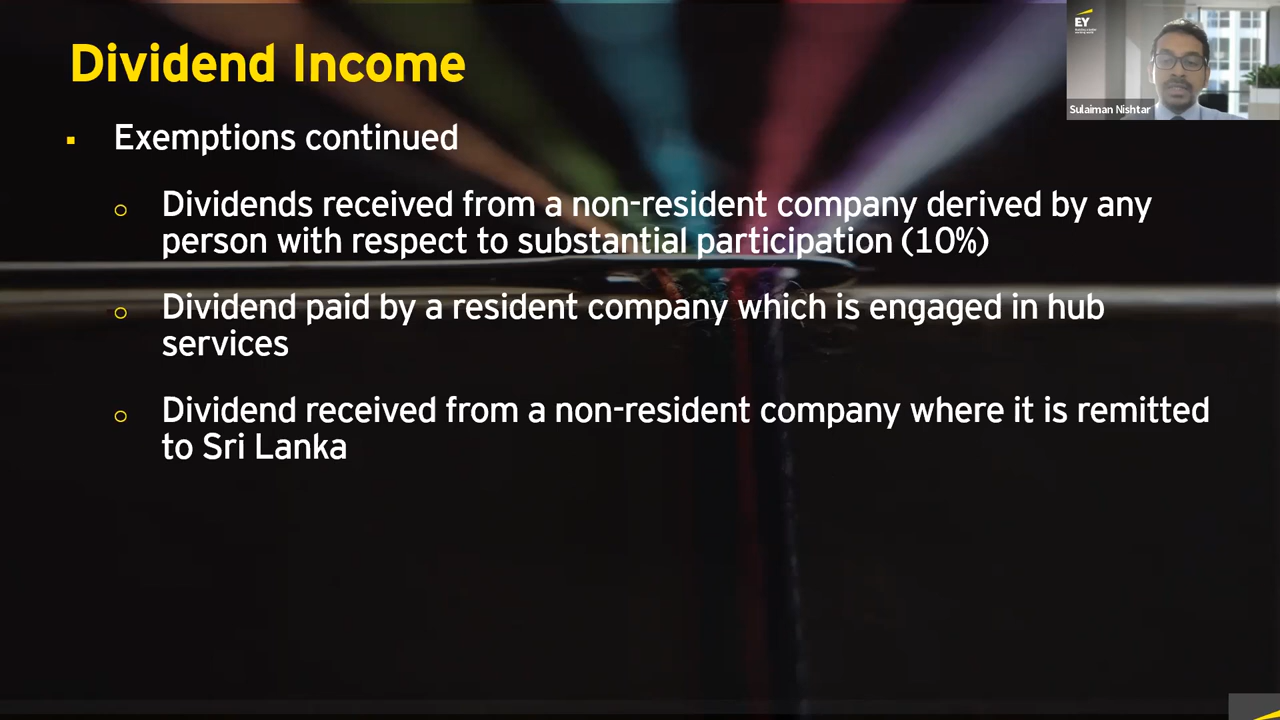 Dividend Income
EY
Sulaiman Nishtar
▪ Exemptions continued
o Dividends received from a non-resident company derived by any
person with respect to substantial participation (10%)
o Dividend paid by a resident company which is engaged in hub
services
o Dividend received from a non-resident company where it is remitted
to Sri Lanka